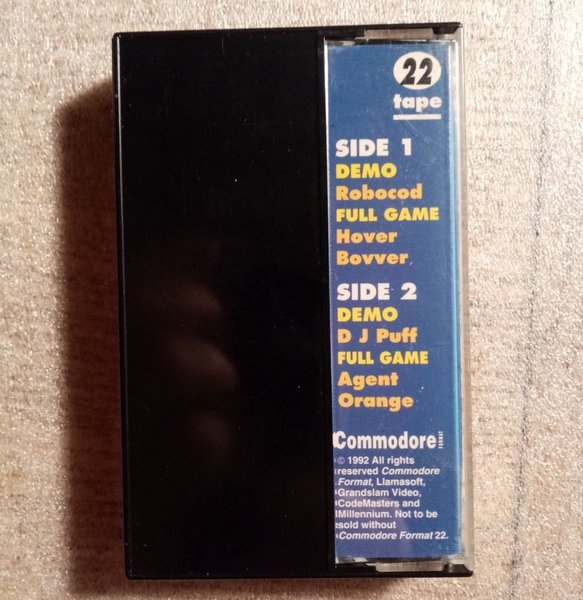 22
tape
SIDE 1
DEMO
Robocod
FULL GAME
Hover
Bovver
SIDE 2
DEMO
D J Puff
FULL GAME
Agent
Orange
Commodore FORMAT
© 1992 All rights
reserved Commodore
Format, Llamasoft,
Grandslam Video,
CodeMasters and
Millennium. Not to be
sold without
Commodore Format 22.